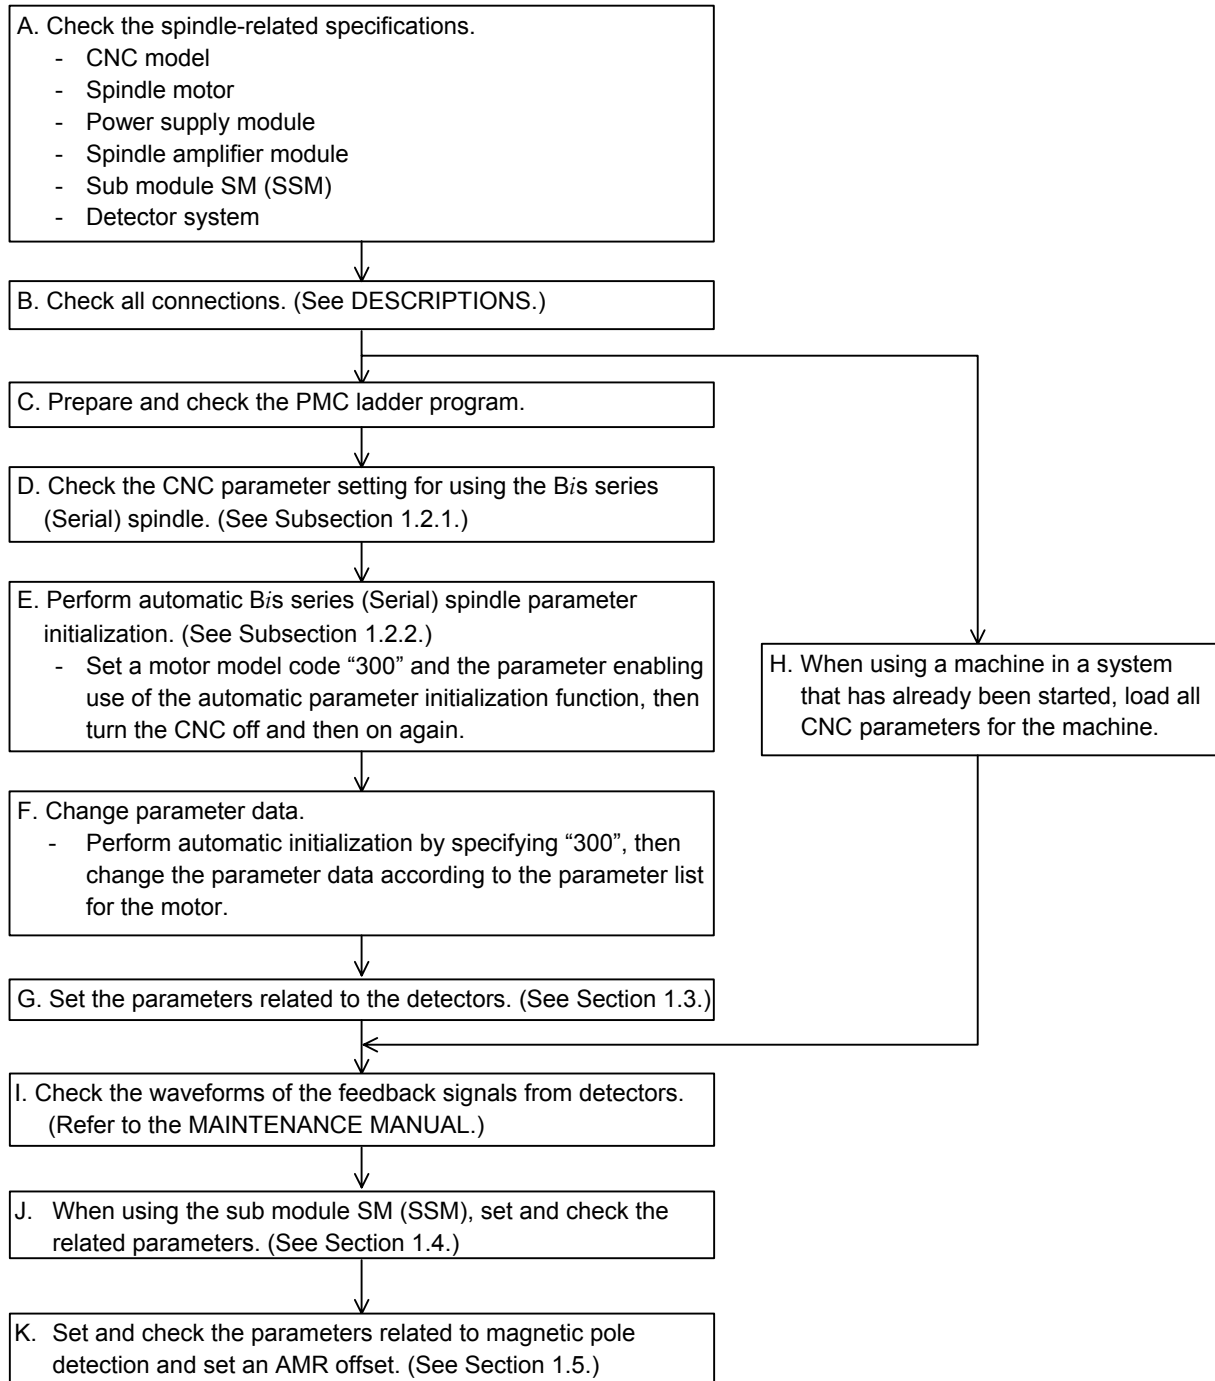 A. Check the spindle-related specifications.
- CNC model
- Spindle motor
- Power supply module
- Spindle amplifier module
- Sub module SM (SSM)
- Detector system
B. Check all connections. (See DESCRIPTIONS.)
C. Prepare and check the PMC ladder program.
D. Check the CNC parameter setting for using the Bis series
(Serial) spindle. (See Subsection 1.2.1.)
E. Perform automatic Bis series (Serial) spindle parameter
initialization. (See Subsection 1.2.2.)
- Set a motor model code “300” and the parameter enabling
use of the automatic parameter initialization function, then
turn the CNC off and then on again.
H. When using a machine in a system
that has already been started, load all
CNC parameters for the machine.
F. Change parameter data.
- Perform automatic initialization by specifying “300”, then
change the parameter data according to the parameter list
for the motor.
G. Set the parameters related to the detectors. (See Section 1.3.)
I. Check the waveforms of the feedback signals from detectors.
(Refer to the MAINTENANCE MANUAL.)
J. When using the sub module SM (SSM), set and check the
related parameters. (See Section 1.4.)
K. Set and check the parameters related to magnetic pole
detection and set an AMR offset. (See Section 1.5.)